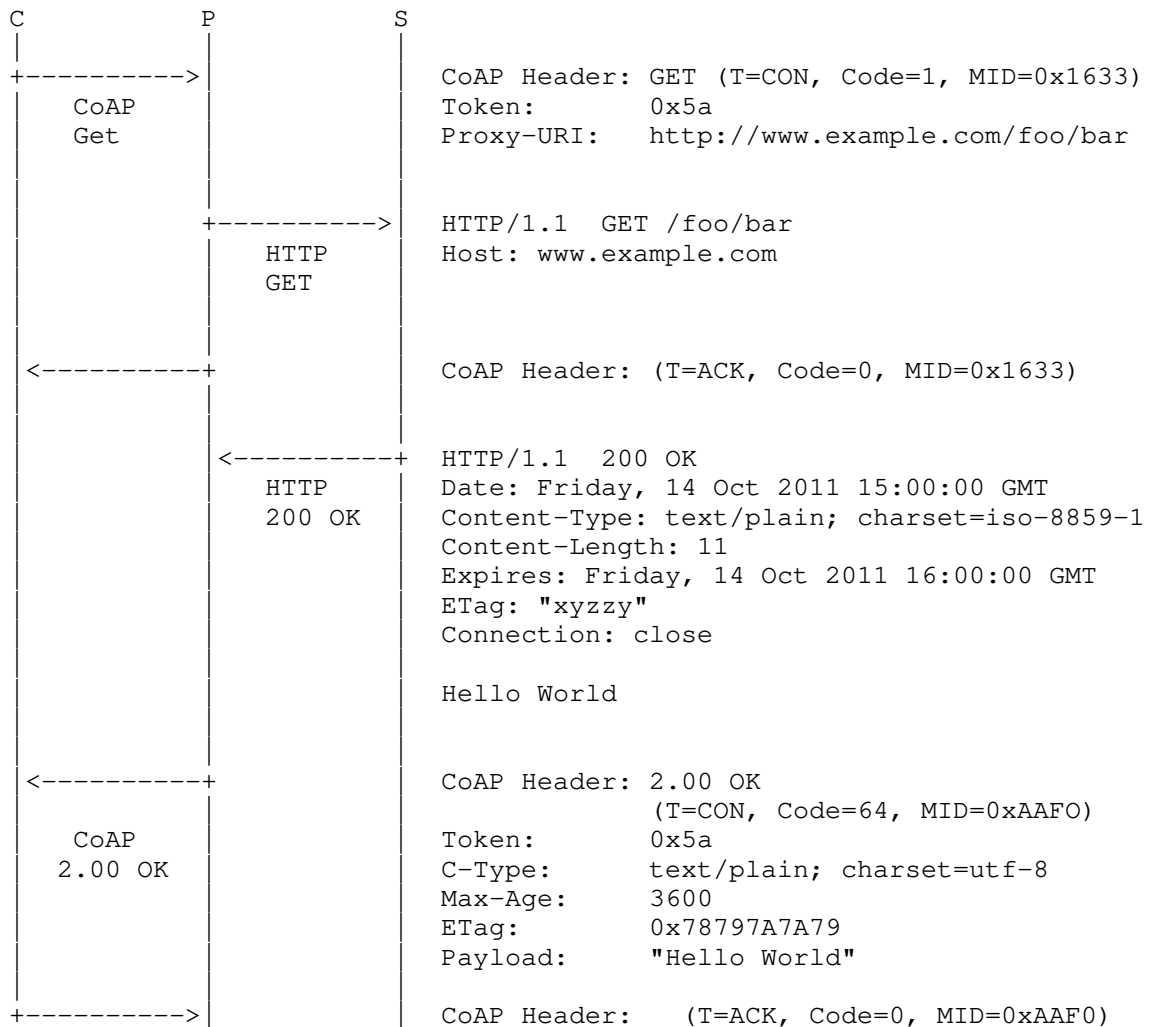 C P S
CoAP Header: GET (T=CON, Code=1, MID=0x1633)
CoAP Token: 0x5a
Get Proxy-URI: http://www.example.com/foo/bar
HTTP/1.1 GET /foo/bar
HTTP Host: www.example.com
GET
CoAP Header: (T=ACK, Code=0, MID=0x1633)
HTTP/1.1 200 OK
HTTP Date: Friday, 14 Oct 2011 15:00:00 GMT
200 OK Content-Type: text/plain; charset=iso-8859-1
Content-Length: 11
Expires: Friday, 14 Oct 2011 16:00:00 GMT
ETag: "xyzzy"
Connection: close
Hello World
CoAP Header: 2.00 OK
(T=CON, Code=64, MID=0xAAFO)
CoAP Token: 0x5a
2.00 OK C-Type: text/plain; charset=utf-8
Max-Age: 3600
ETag: 0x78797A7A79
Payload: "Hello World"
CoAP Header: (T=ACK, Code=0, MID=0xAAF0)